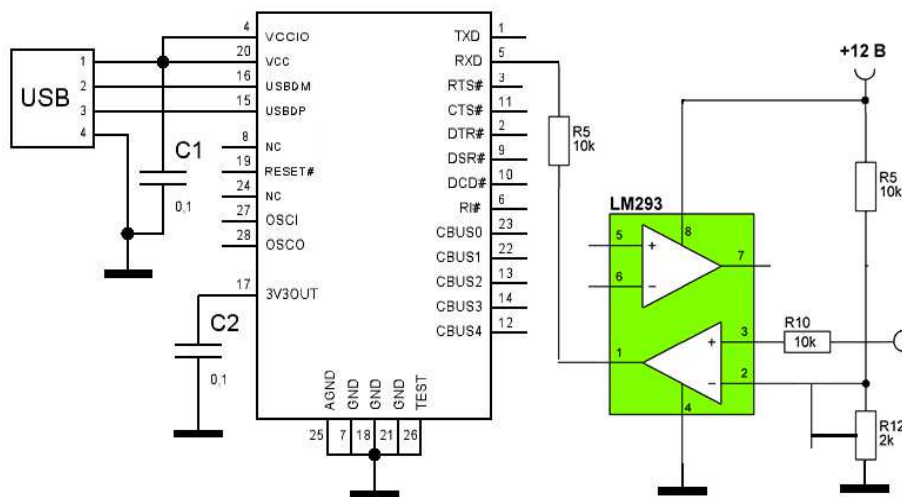 USB
1
2
3
4
C1
0,1
C2
0,1
4
20
16
15
8
19
24
27
28
17
VCCIO
VCC
USBDM
USBDP
NC
RESET#
NC
OSCI
OSCO
3V3OUT
TXD
RXD
RTS#
CTS#
DTR#
DSR#
DCD#
RI#
CBUS0
CBUS1
CBUS2
CBUS3
CBUS4
1
5
3
11
2
9
10
6
23
22
13
14
12
AGND
GND
GND
GND
TEST
25
7
18
21
26
R5
10k
+12 В
R5
10k
LM293
5
+
6
−
8
7
1
+
−
3
2
4
R10
10k
R12
2k